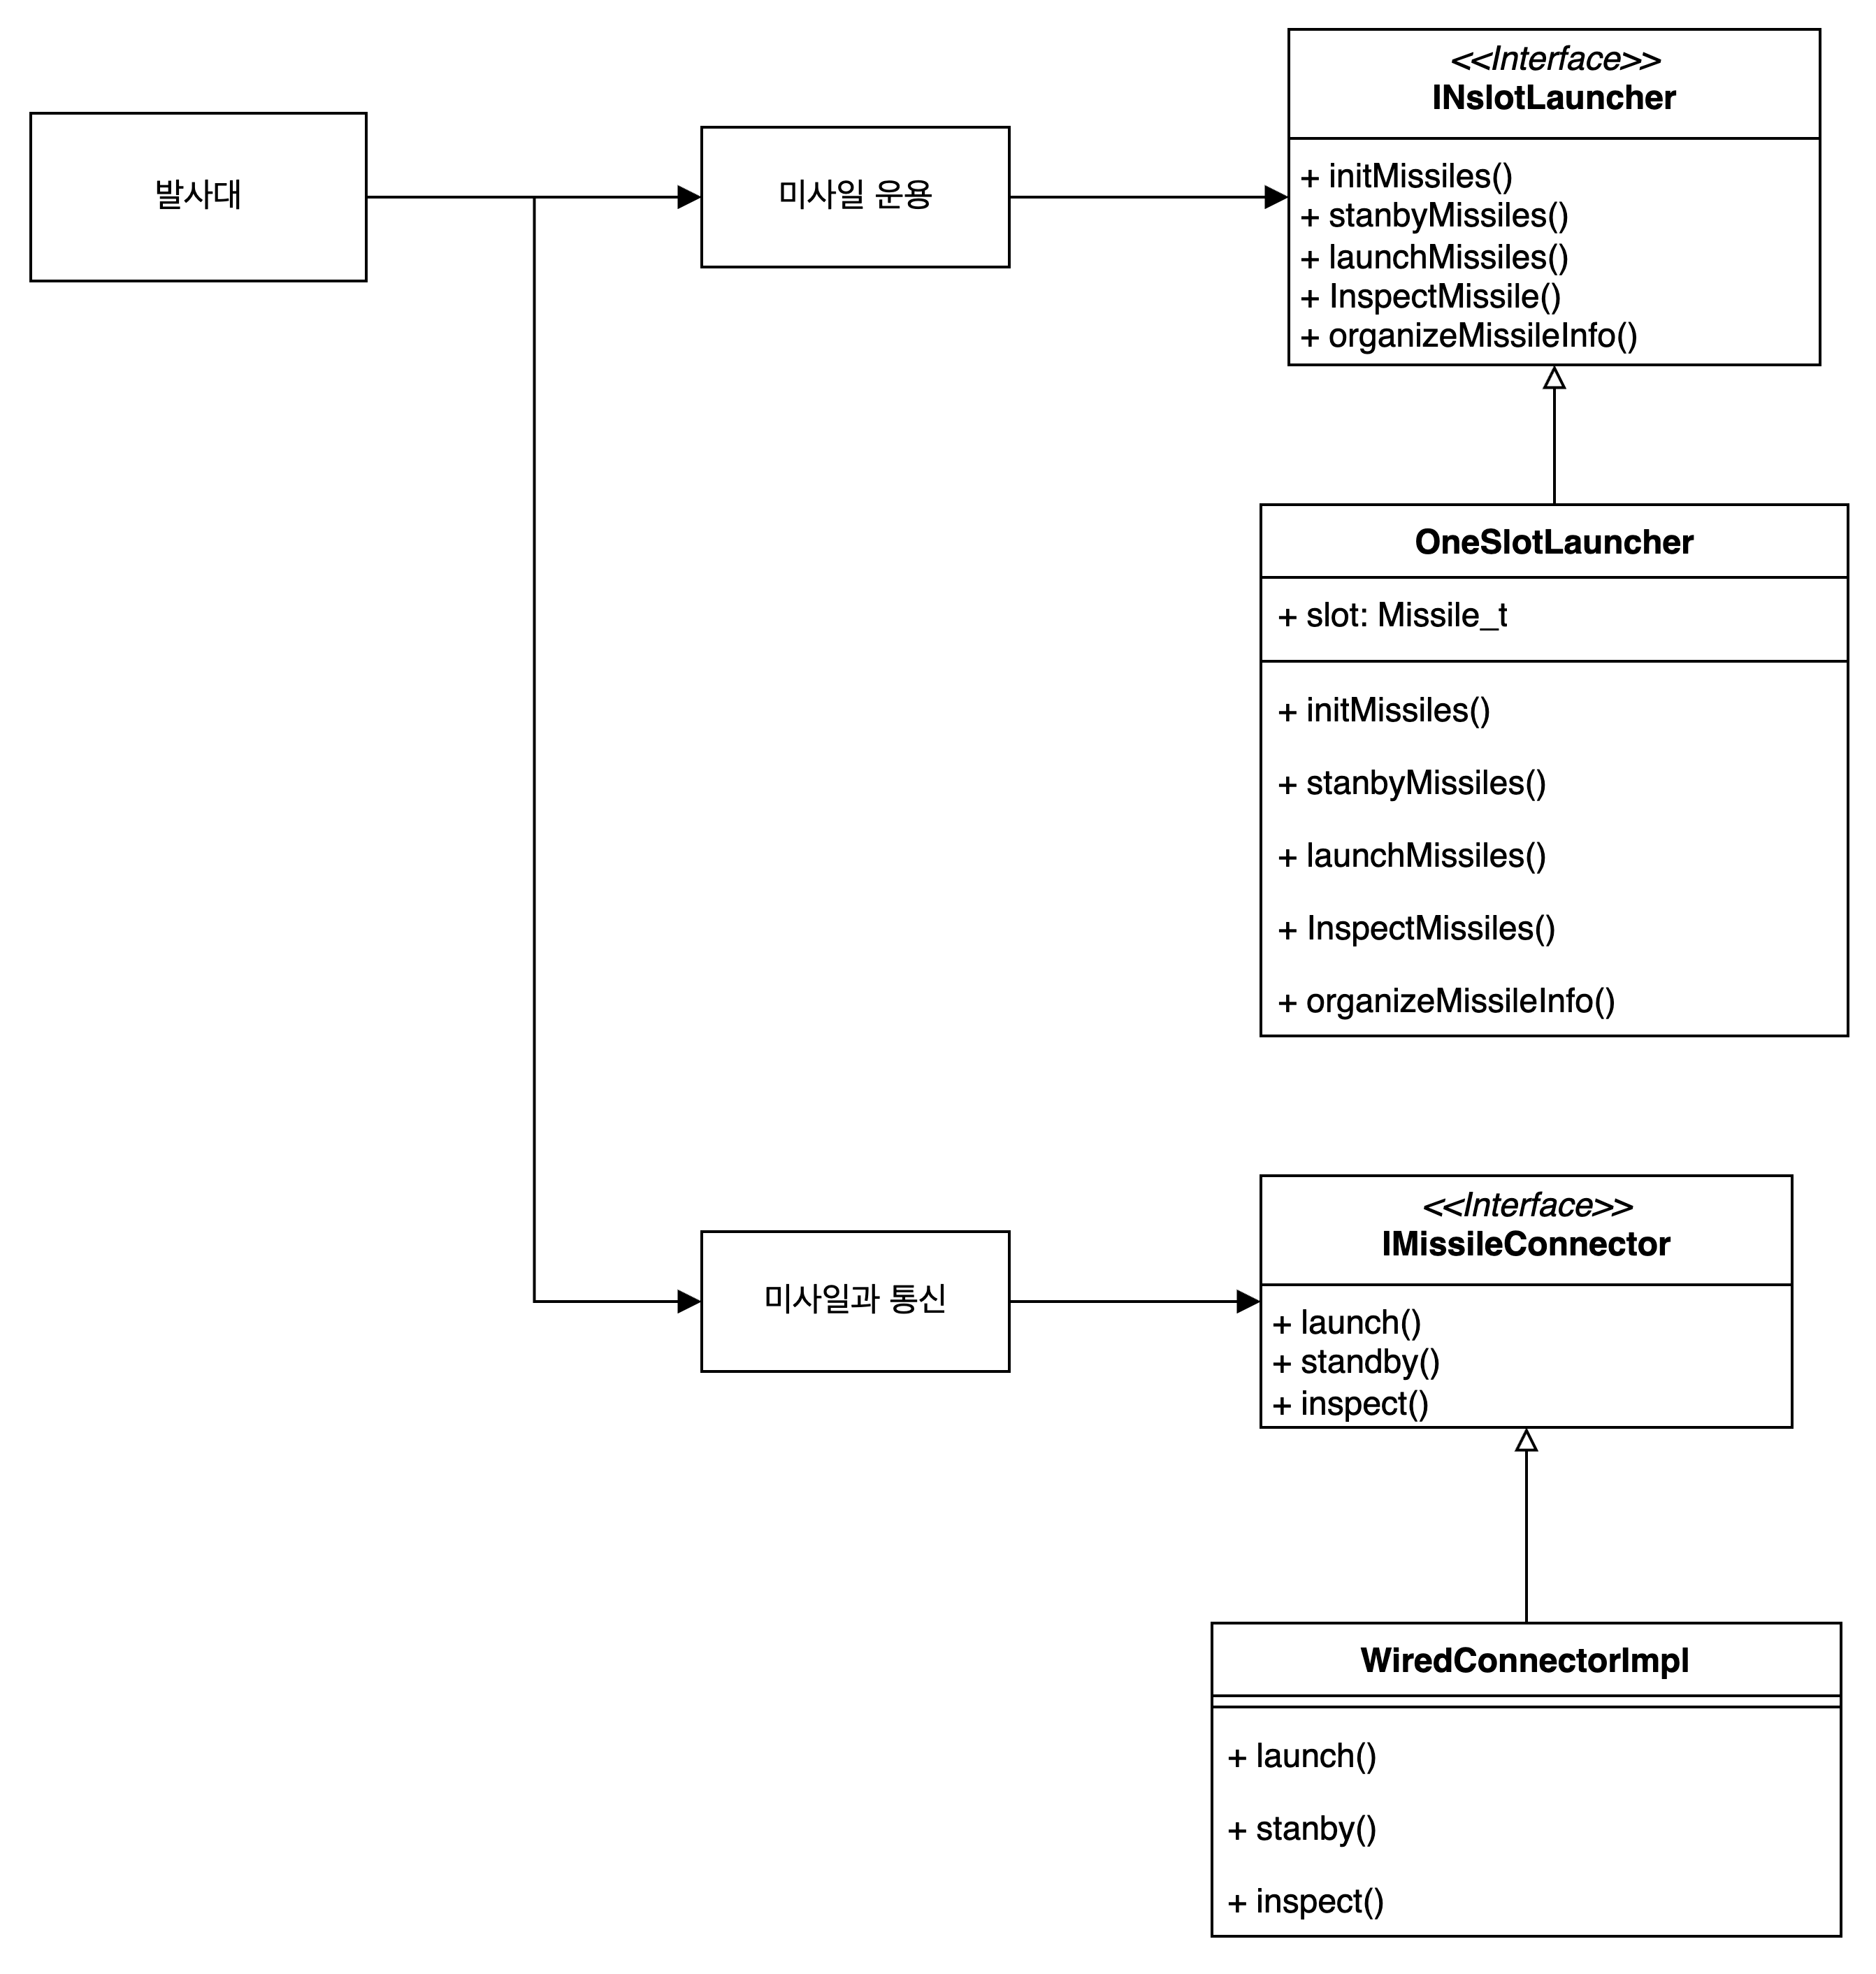 발사대
미사일 운용
<<Interface>>
INslotLauncher
+ initMissiles()
+ stanbyMissiles()
+ launchMissiles()
+ InspectMissile()
+ organizeMissileInfo()
OneSlotLauncher
+ slot: Missile_t
+ initMissiles()
+ stanbyMissiles()
+ launchMissiles()
+ InspectMissiles()
+ organizeMissileInfo()
미사일과 통신
<<Interface>>
IMissileConnector
+ launch()
+ standby()
+ inspect()
WiredConnectorImpl
+ launch()
+ stanby()
+ inspect()